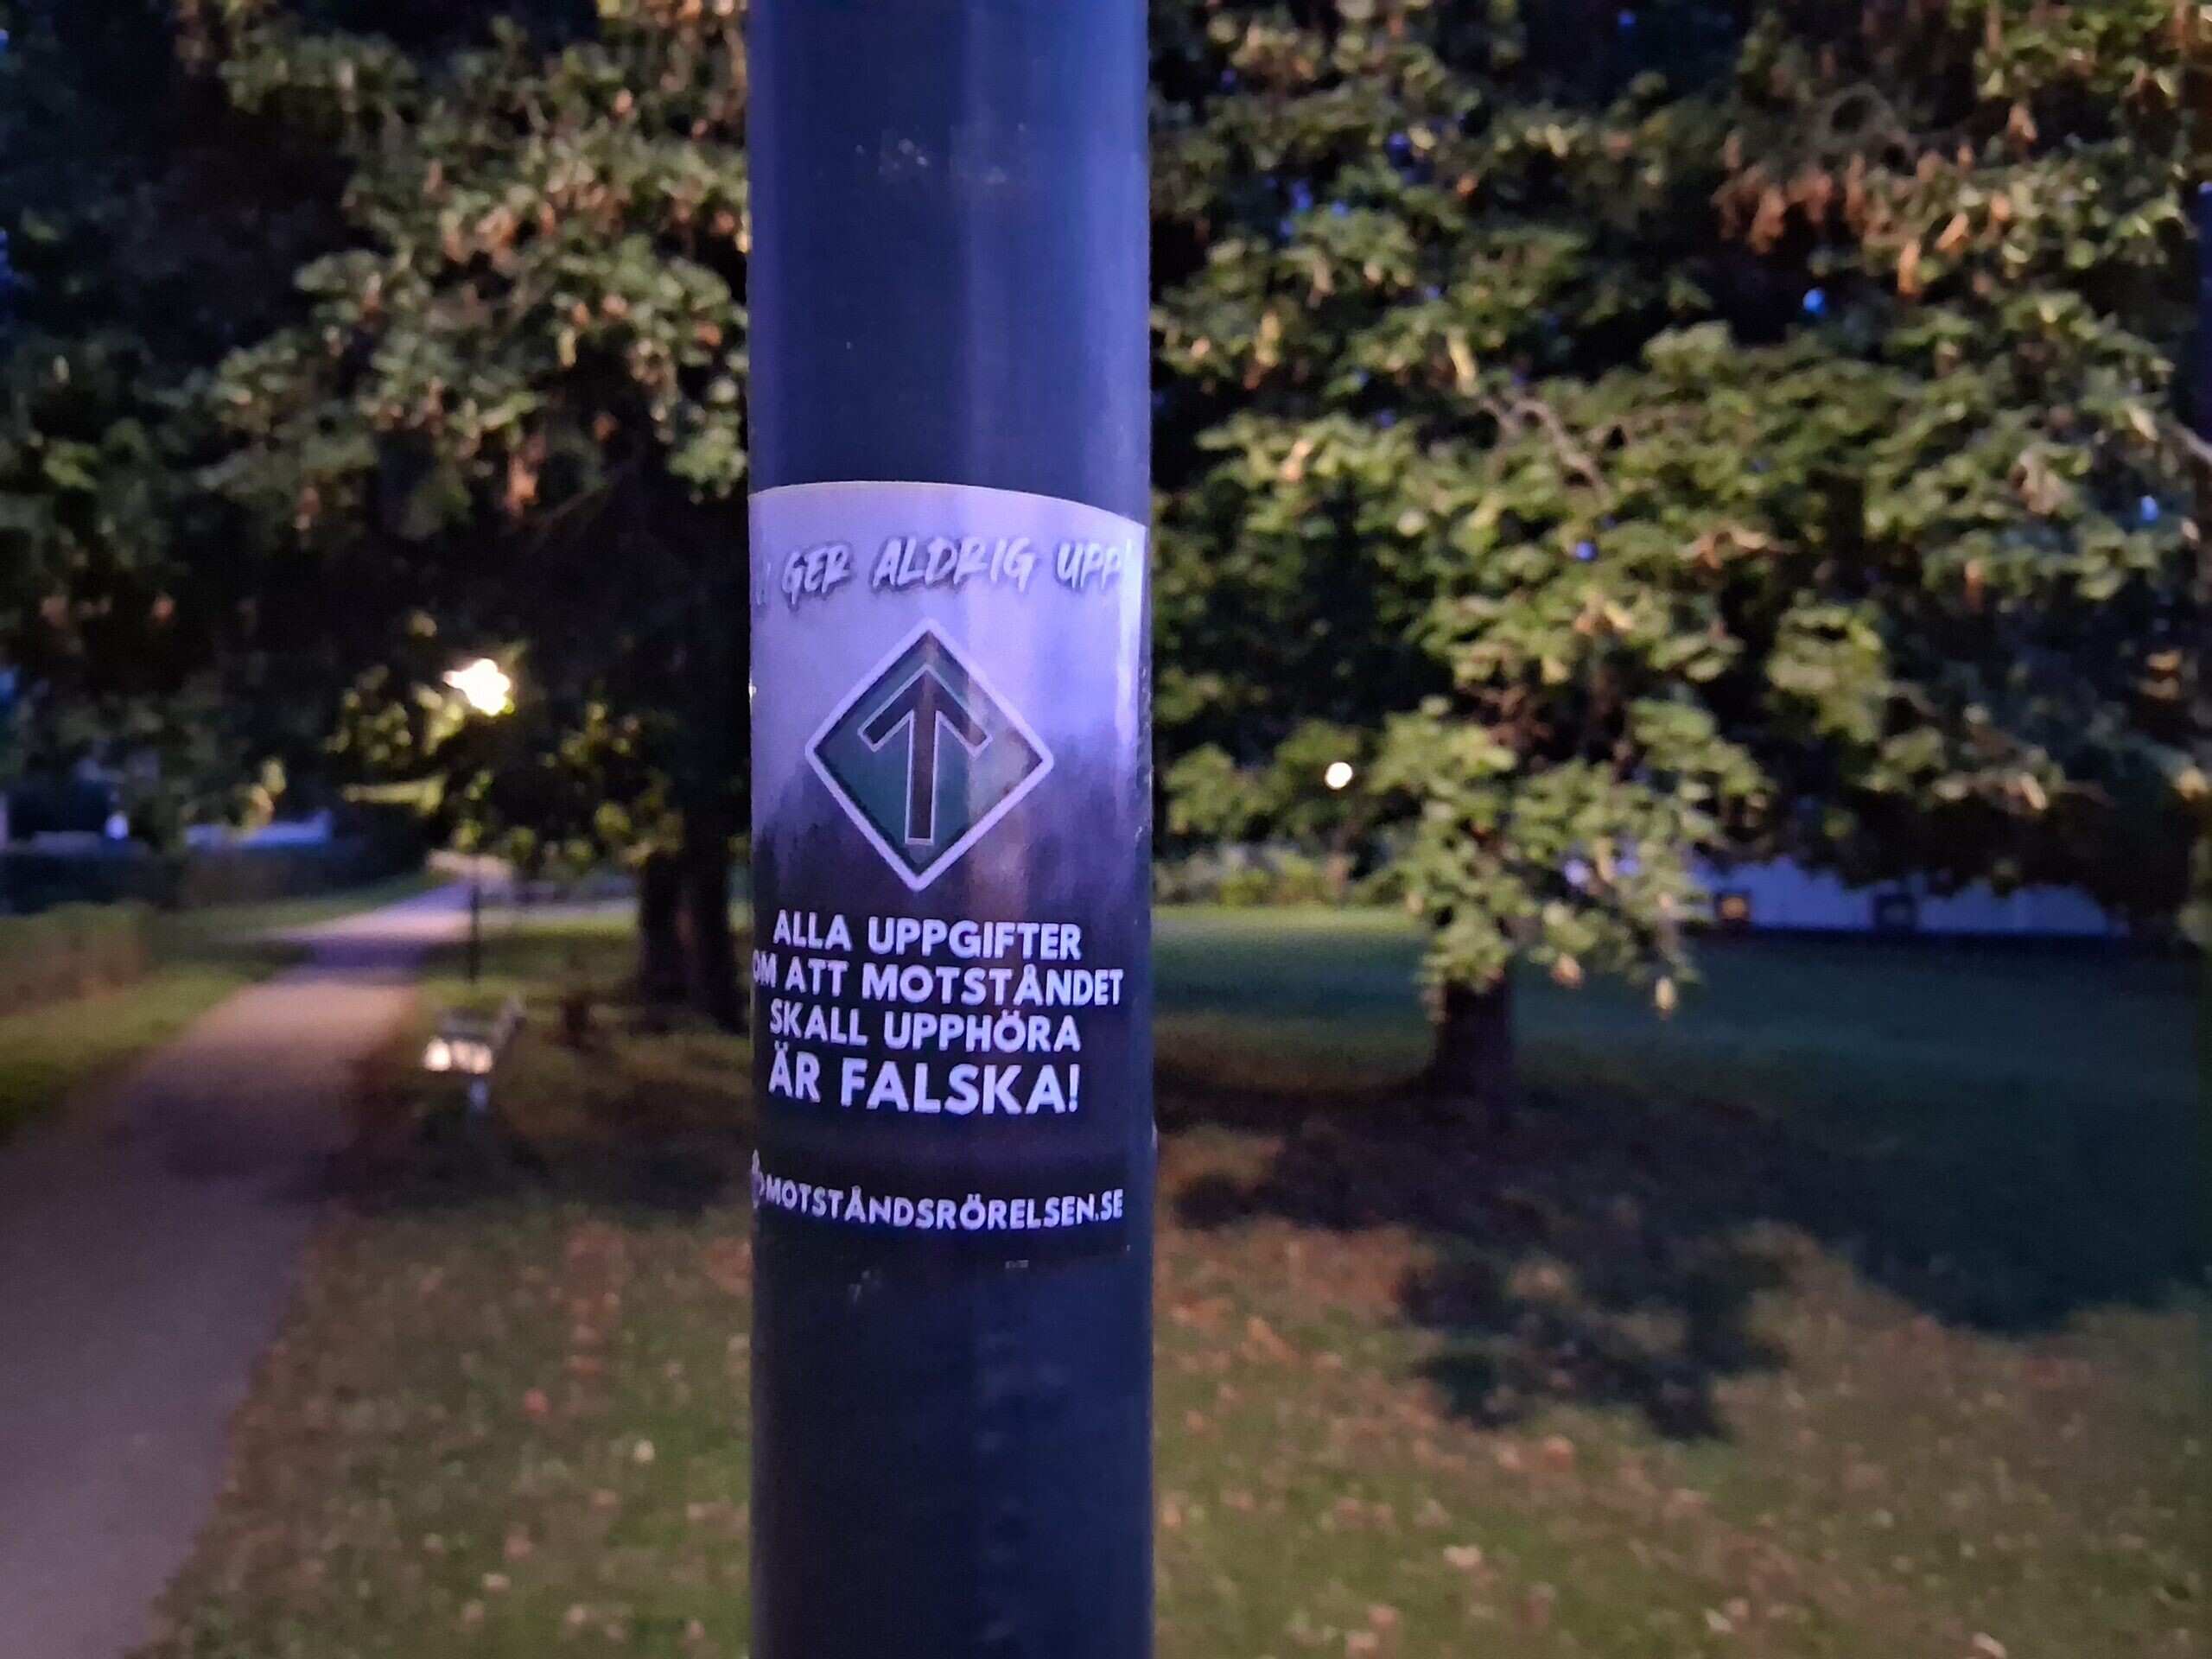 GER ALDRIG UPP!
ALLA UPPGIFTER
OM ATT MOTSTÅNDET
SKALL UPPHÖRA
ÄR FALSKA!
MOTSTÅNDSRÖRELSEN.SE